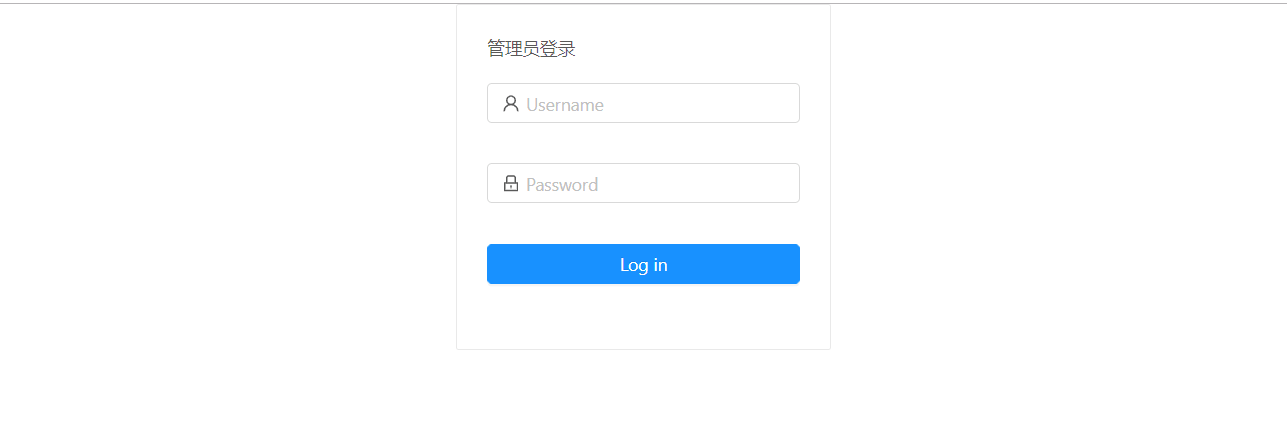 管理员登录
Username
Password
Log in